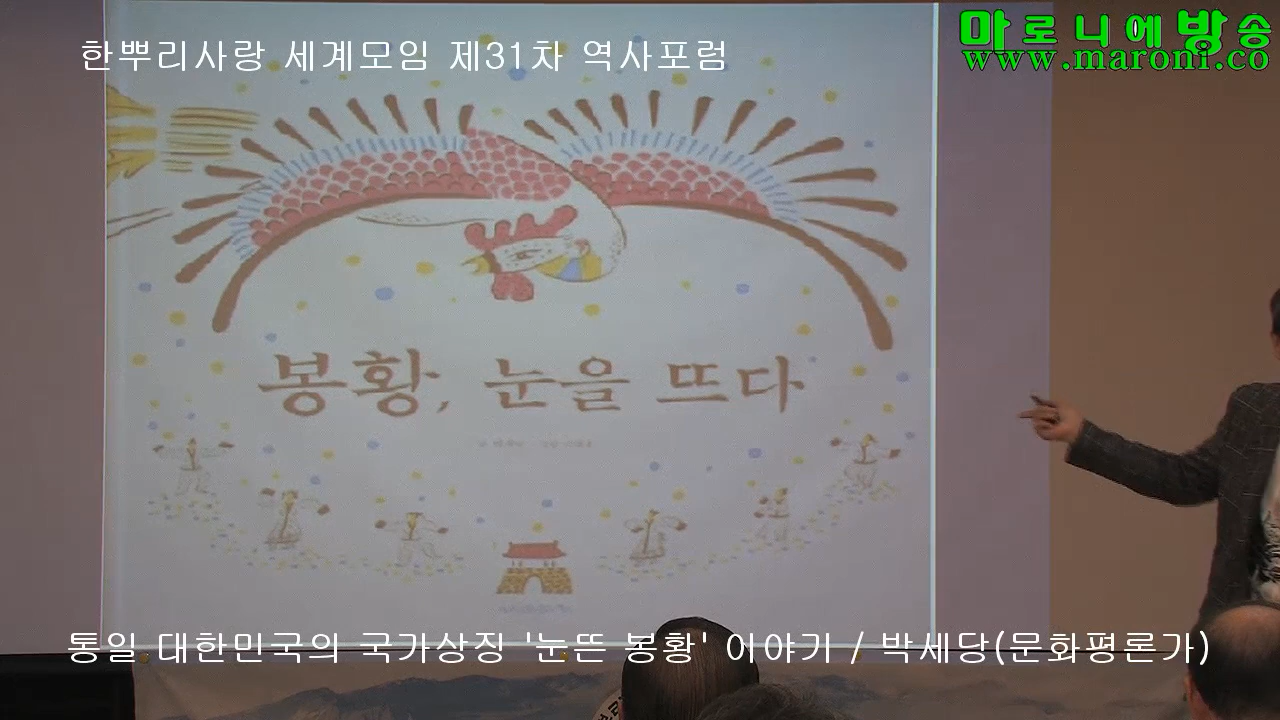 마로니에방송
www.maroni.co
한뿌리사랑 세계모임 제31차 역사포럼
봉황, 눈을 뜨다
통일 대한민국의 국가상징 '눈뜬 봉황' 이야기 / 박세당(문화평론가)